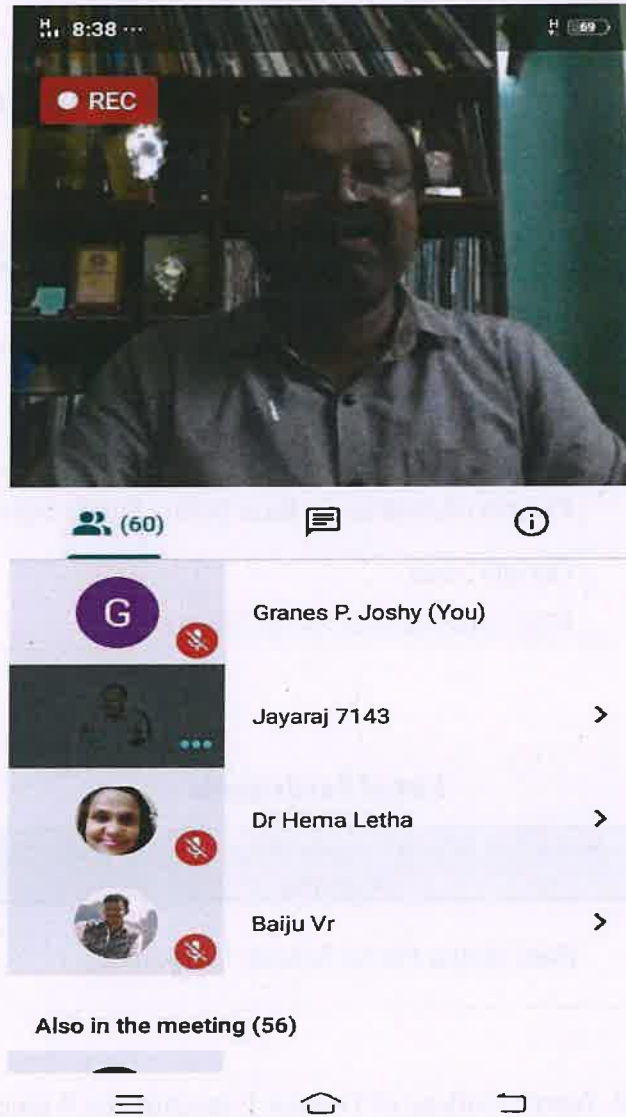 8:38 ...
69
REC
(60)
G
Granes P. Joshy (You)
Jayaraj 7143
Dr Hema Letha
Baiju Vr
Also in the meeting (56)